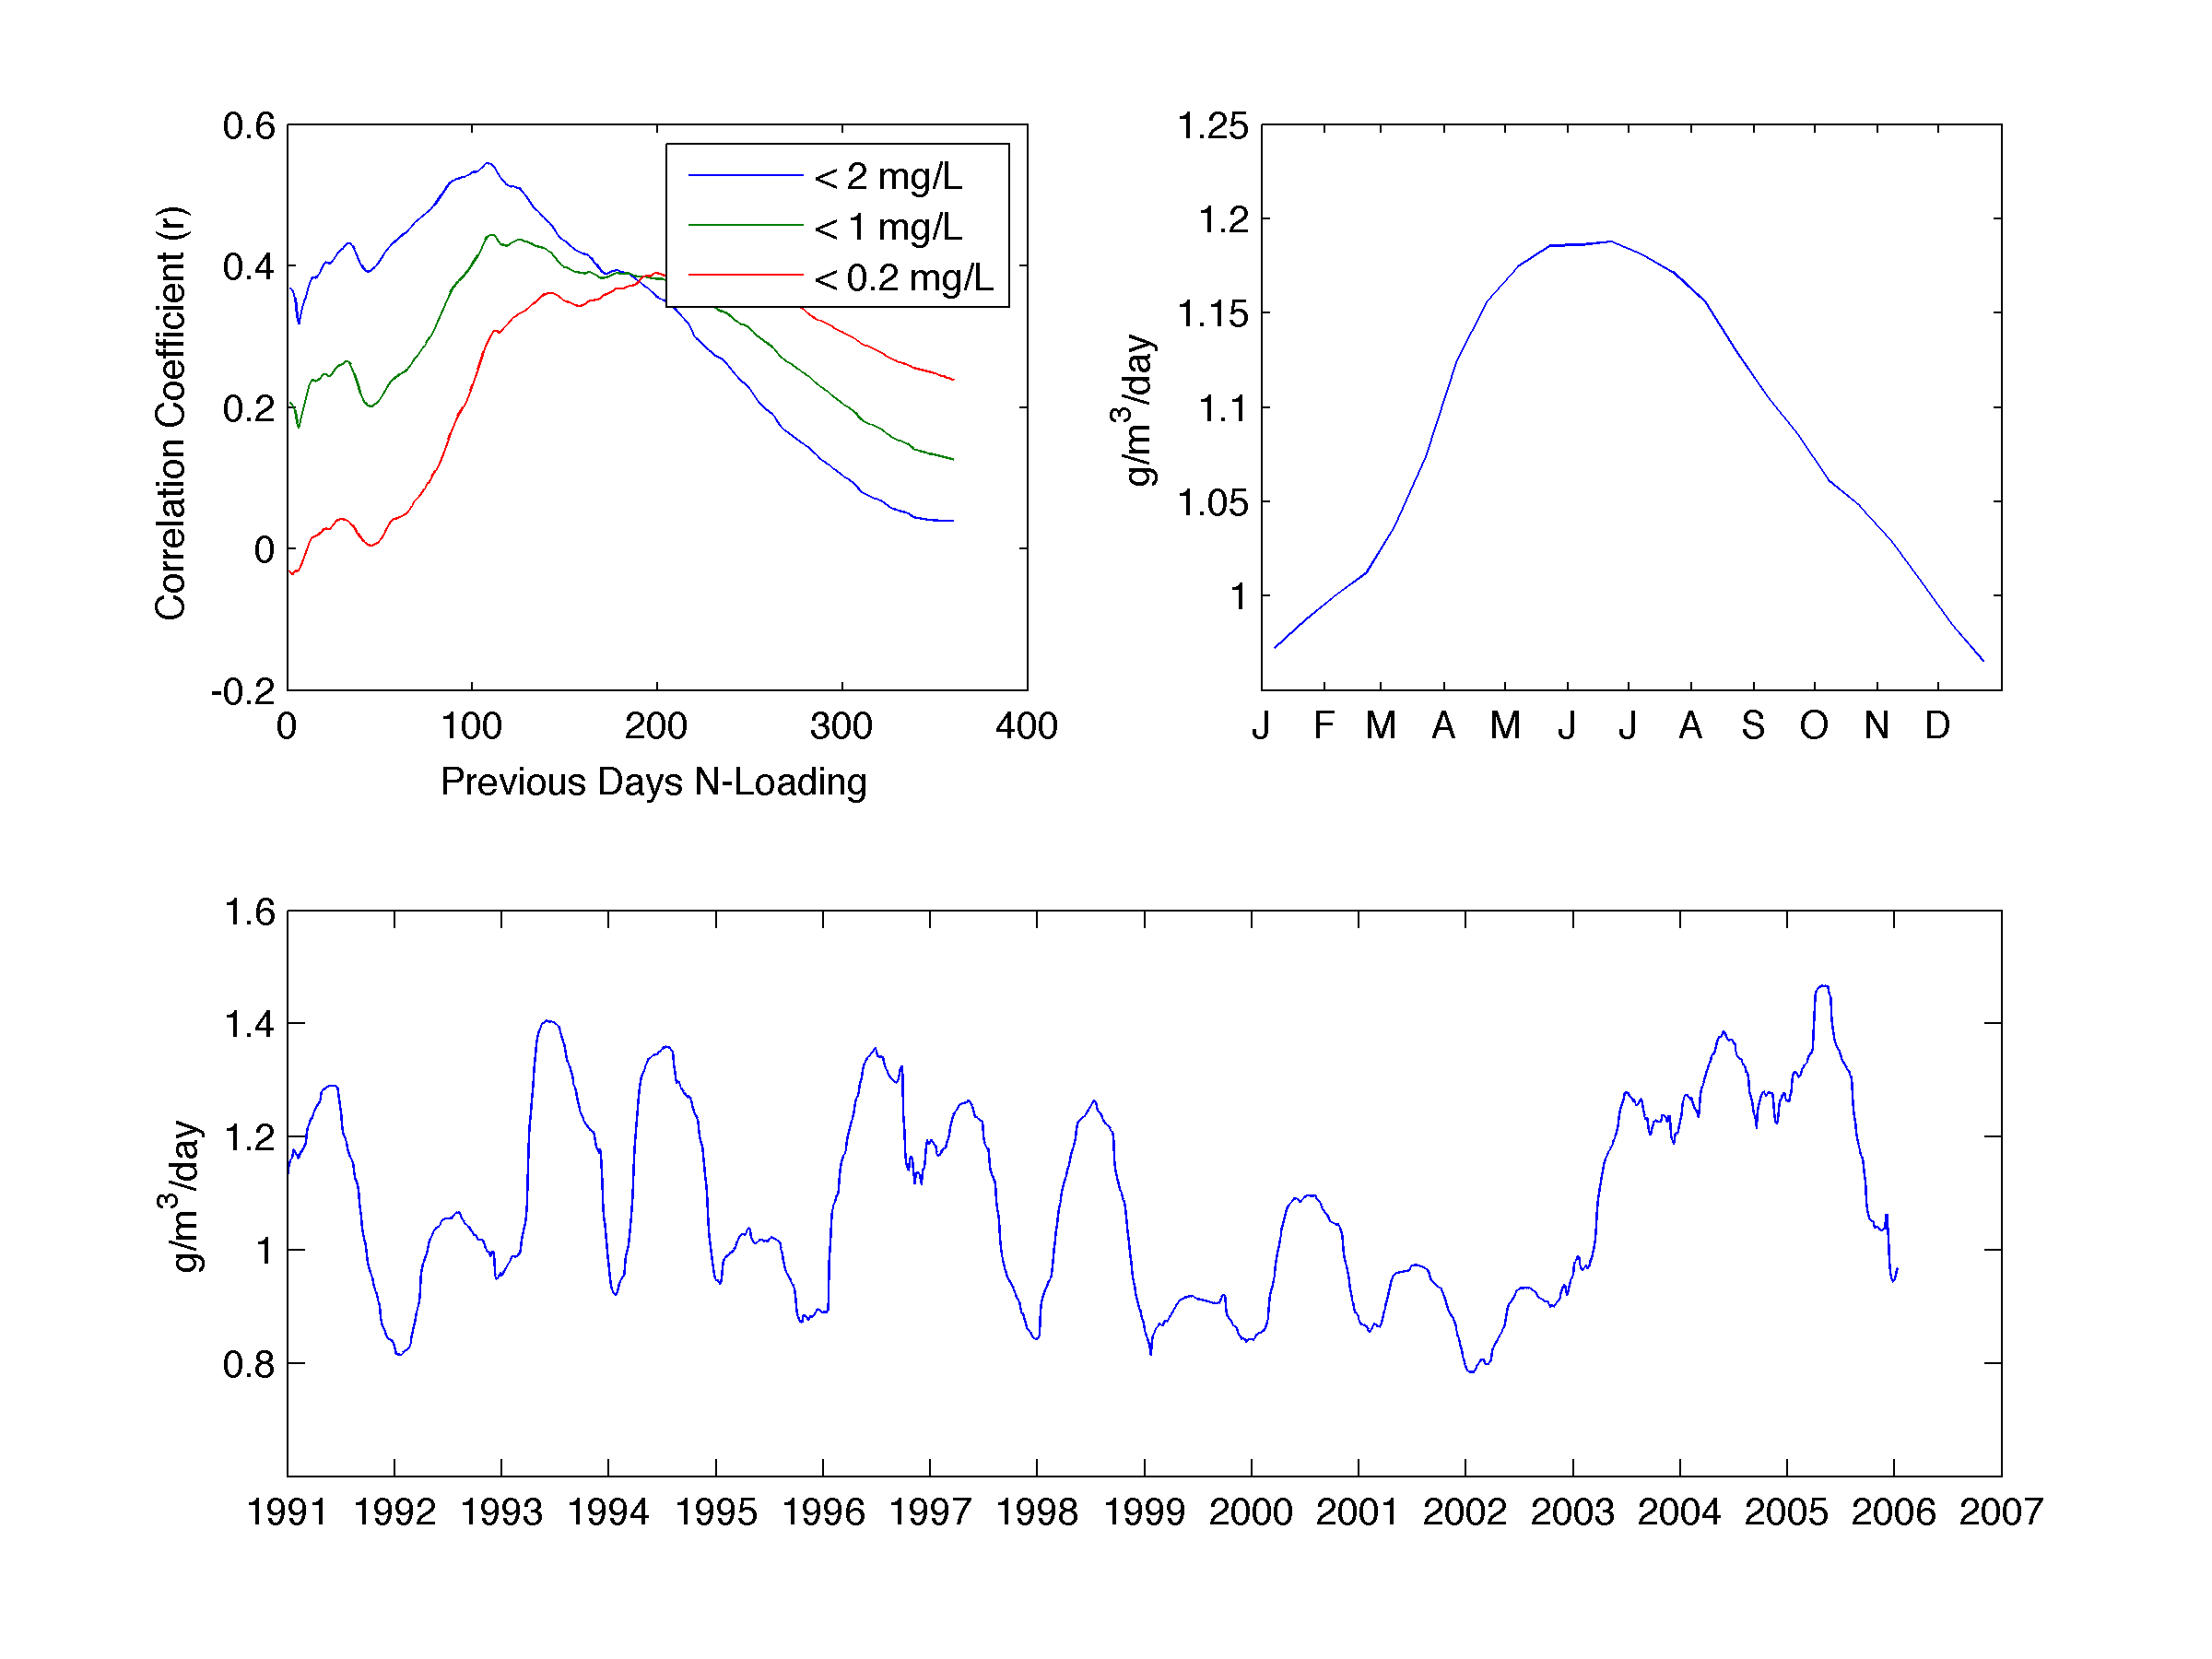 0.6
0.4
0.2
0
-0.2
Correlation Coefficient (r)
0 100 200 300 400
Previous Days N-Loading
< 2 mg/L
< 1 mg/L
< 0.2 mg/L
1.25
1.2
1.15
1.1
1.05
1
g/m³/day
J F M A M J J A S O N D
1.6
1.4
1.2
1
0.8
g/m³/day
1991 1992 1993 1994 1995 1996 1997 1998 1999 2000 2001 2002 2003 2004 2005 2006 2007